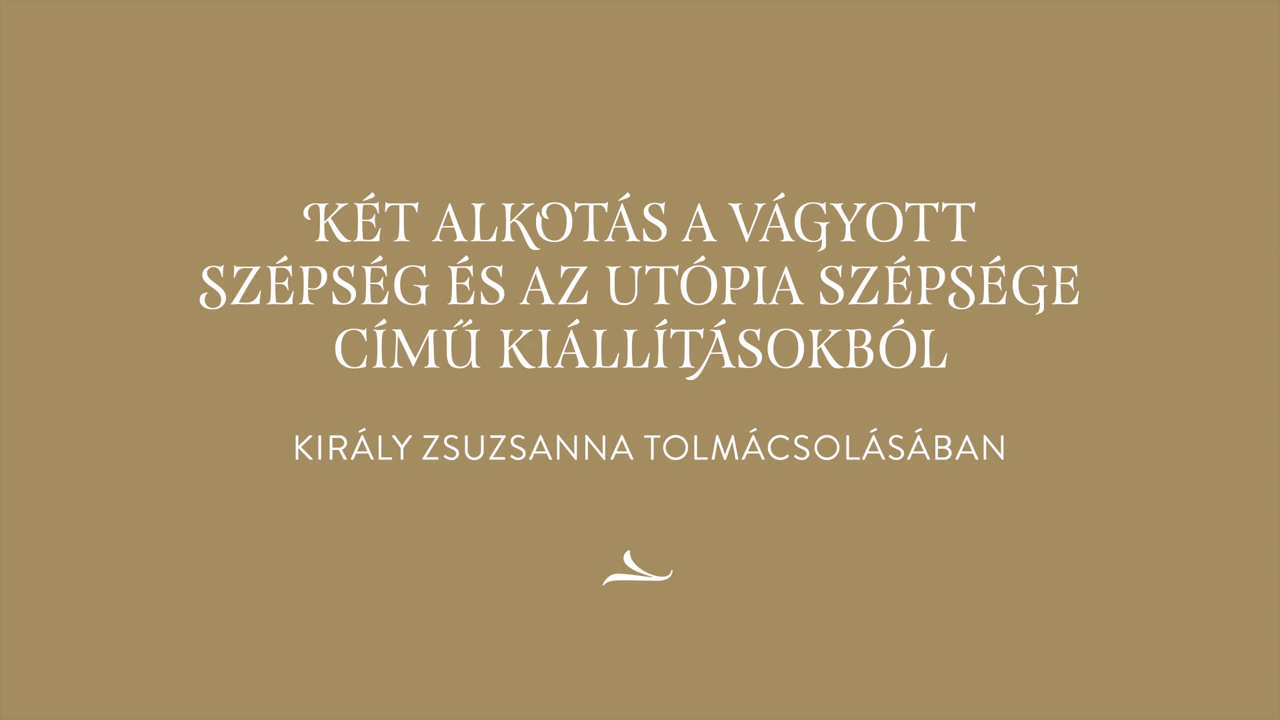 KÉT ALKOTÁS A VÁGYOTT
SZÉPSÉG ÉS AZ UTÓPIA SZÉPSÉGE
CÍMŰ KIÁLLÍTÁSOKBÓL
KIRÁLY ZSUZSANNA TOLMÁCSOLÁSÁBAN